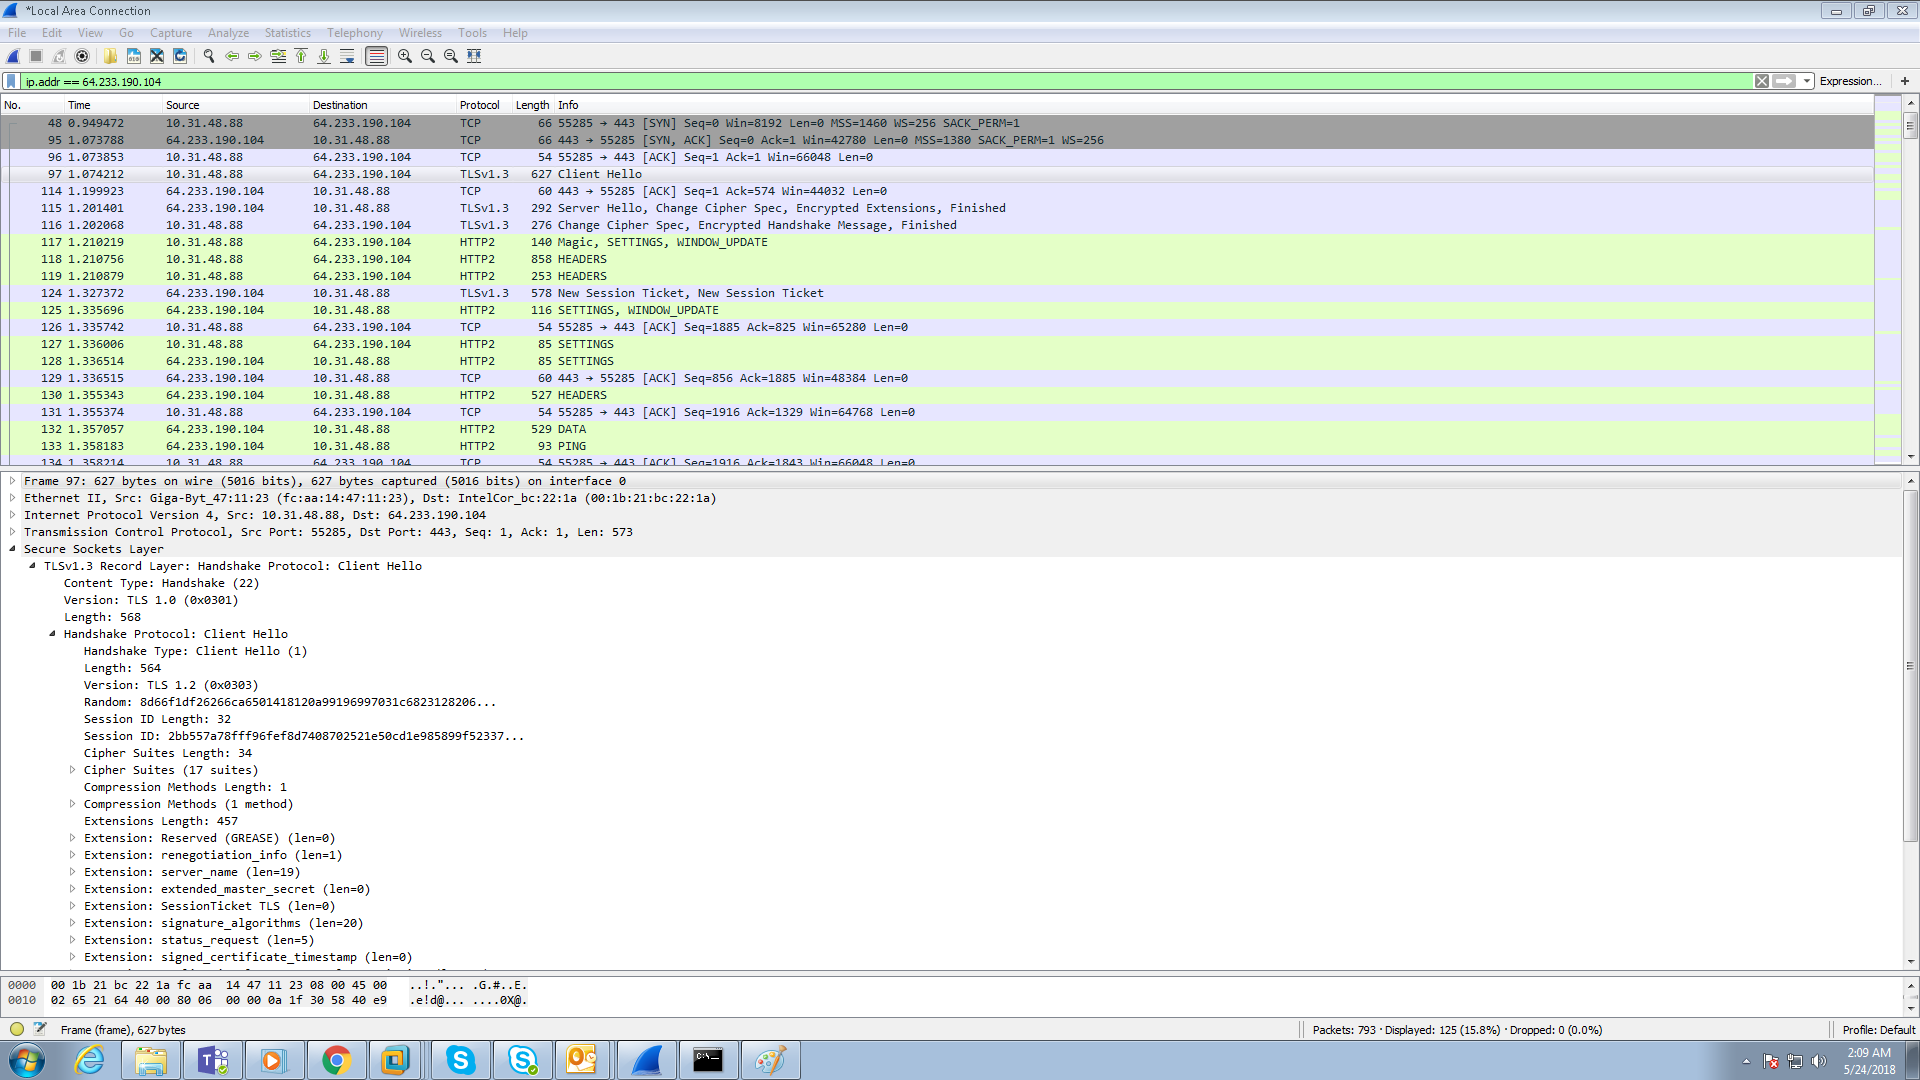 *Local Area Connection
File Edit View Go Capture Analyze Statistics Telephony Wireless Tools Help
ip.addr == 64.233.190.104
Expression... +
No. Time Source Destination Protocol Length Info
48 0.949472 10.31.48.88 64.233.190.104 TCP 66 55285 → 443 [SYN] Seq=0 Win=8192 Len=0 MSS=1460 WS=256 SACK_PERM=1
95 1.073788 64.233.190.104 10.31.48.88 TCP 66 443 → 55285 [SYN, ACK] Seq=0 Ack=1 Win=42780 Len=0 MSS=1380 SACK_PERM=1 WS=256
96 1.073853 10.31.48.88 64.233.190.104 TCP 54 55285 → 443 [ACK] Seq=1 Ack=1 Win=66048 Len=0
97 1.074212 10.31.48.88 64.233.190.104 TLSv1.3 627 Client Hello
114 1.199923 64.233.190.104 10.31.48.88 TCP 60 443 → 55285 [ACK] Seq=1 Ack=574 Win=44032 Len=0
115 1.201401 64.233.190.104 10.31.48.88 TLSv1.3 292 Server Hello, Change Cipher Spec, Encrypted Extensions, Finished
116 1.202068 10.31.48.88 64.233.190.104 TLSv1.3 276 Change Cipher Spec, Encrypted Handshake Message, Finished
117 1.210219 10.31.48.88 64.233.190.104 HTTP2 140 Magic, SETTINGS, WINDOW_UPDATE
118 1.210756 10.31.48.88 64.233.190.104 HTTP2 858 HEADERS
119 1.210879 10.31.48.88 64.233.190.104 HTTP2 253 HEADERS
124 1.327372 64.233.190.104 10.31.48.88 TLSv1.3 578 New Session Ticket, New Session Ticket
125 1.335696 64.233.190.104 10.31.48.88 HTTP2 116 SETTINGS, WINDOW_UPDATE
126 1.335742 10.31.48.88 64.233.190.104 TCP 54 55285 → 443 [ACK] Seq=1885 Ack=825 Win=65280 Len=0
127 1.336006 10.31.48.88 64.233.190.104 HTTP2 85 SETTINGS
128 1.336514 64.233.190.104 10.31.48.88 HTTP2 85 SETTINGS
129 1.336515 64.233.190.104 10.31.48.88 TCP 60 443 → 55285 [ACK] Seq=856 Ack=1885 Win=48384 Len=0
130 1.355343 64.233.190.104 10.31.48.88 HTTP2 527 HEADERS
131 1.355374 10.31.48.88 64.233.190.104 TCP 54 55285 → 443 [ACK] Seq=1916 Ack=1329 Win=64768 Len=0
132 1.357057 64.233.190.104 10.31.48.88 HTTP2 529 DATA
133 1.358183 64.233.190.104 10.31.48.88 HTTP2 93 PING
134 1.358214 10.31.48.88 64.233.190.104 TCP 54 55285 → 443 [ACK] Seq=1916 Ack=1843 Win=66048 Len=0
Frame 97: 627 bytes on wire (5016 bits), 627 bytes captured (5016 bits) on interface 0
Ethernet II, Src: Giga-Byt_47:11:23 (fc:aa:14:47:11:23), Dst: IntelCor_bc:22:1a (00:1b:21:bc:22:1a)
Internet Protocol Version 4, Src: 10.31.48.88, Dst: 64.233.190.104
Transmission Control Protocol, Src Port: 55285, Dst Port: 443, Seq: 1, Ack: 1, Len: 573
Secure Sockets Layer
TLSv1.3 Record Layer: Handshake Protocol: Client Hello
Content Type: Handshake (22)
Version: TLS 1.0 (0x0301)
Length: 568
Handshake Protocol: Client Hello
Handshake Type: Client Hello (1)
Length: 564
Version: TLS 1.2 (0x0303)
Random: 8d66f1df26266ca6501418120a99196997031c6823128206...
Session ID Length: 32
Session ID: 2bb557a78fff96fef8d7408702521e50cd1e985899f52337...
Cipher Suites Length: 34
Cipher Suites (17 suites)
Compression Methods Length: 1
Compression Methods (1 method)
Extensions Length: 457
Extension: Reserved (GREASE) (len=0)
Extension: renegotiation_info (len=1)
Extension: server_name (len=19)
Extension: extended_master_secret (len=0)
Extension: SessionTicket TLS (len=0)
Extension: signature_algorithms (len=20)
Extension: status_request (len=5)
Extension: signed_certificate_timestamp (len=0)
0000 00 1b 21 bc 22 1a fc aa 14 47 11 23 08 00 45 00 ..!."... .G.#..E.
0010 02 65 21 64 40 00 80 06 00 00 0a 1f 30 58 40 e9 .e!d@... ....0X@.
Frame (frame), 627 bytes
Packets: 793 · Displayed: 125 (15.8%) · Dropped: 0 (0.0%)
Profile: Default
2:09 AM
5/24/2018